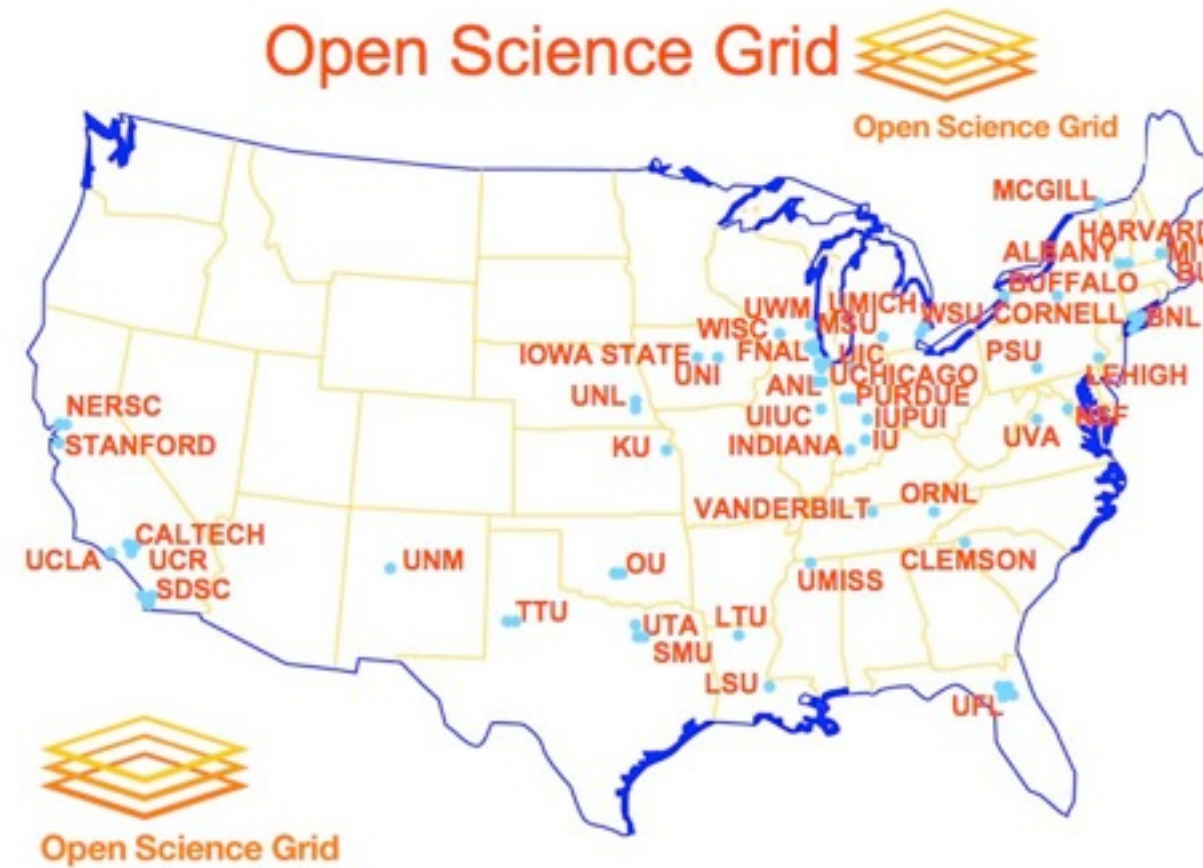 Open Science Grid
Open Science Grid
MCGILL
HARVARD
ALBANY
BUFFALO
UWM
UMICH
WISC
MSU
WSU
CORNELL
BNL
IOWA STATE
FNAL
UIC
PSU
UNI
ANL
UCHICAGO
LEHIGH
UNL
PURDUE
NERSC
UIUC
IUPUI
STANFORD
KU
INDIANA
IU
UVA
VANDERBILT
ORNL
CALTECH
UCLA
UCR
UNM
OU
UMISS
CLEMSON
SDSC
TTU
UTA
LTU
SMU
LSU
UFL
Open Science Grid